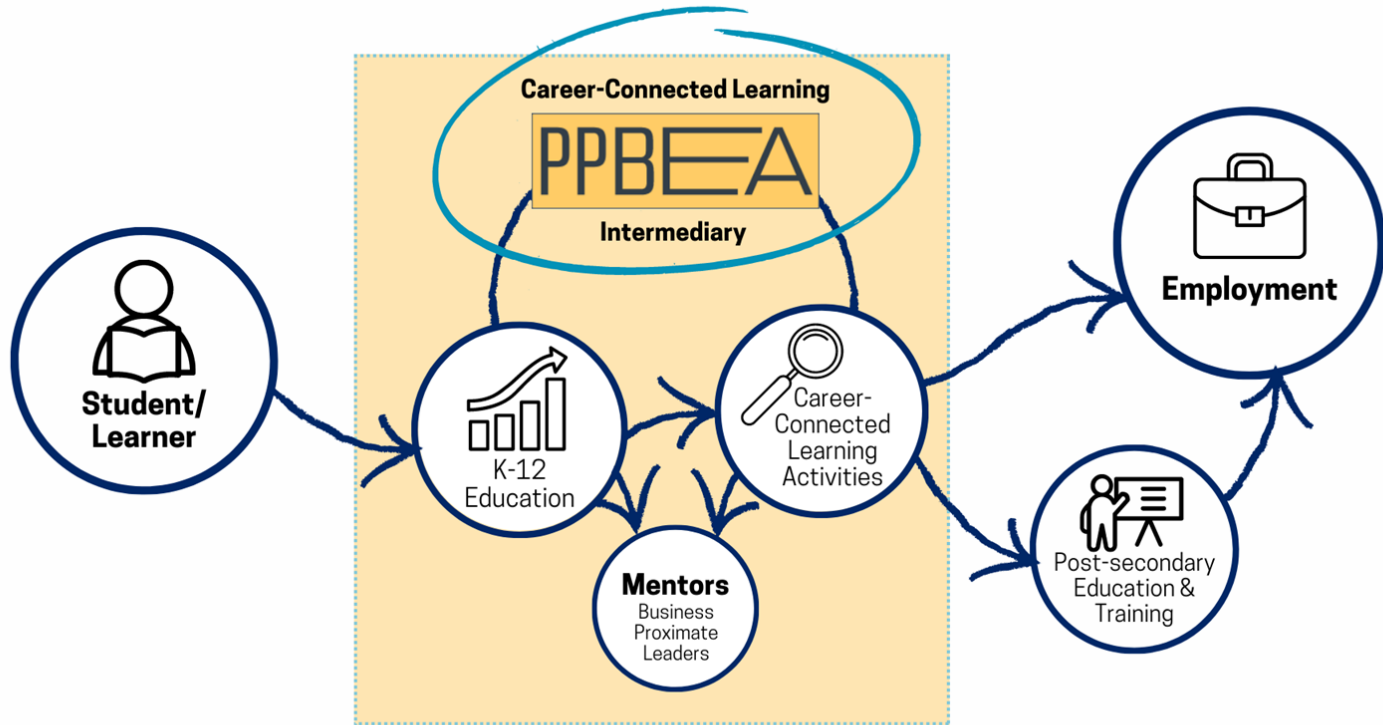 Career-Connected Learning
PPBEA
Intermediary
Student/
Learner
K-12
Education
Career-
Connected
Learning
Activities
Mentors
Business
Proximate
Leaders
Employment
Post-secondary
Education &
Training